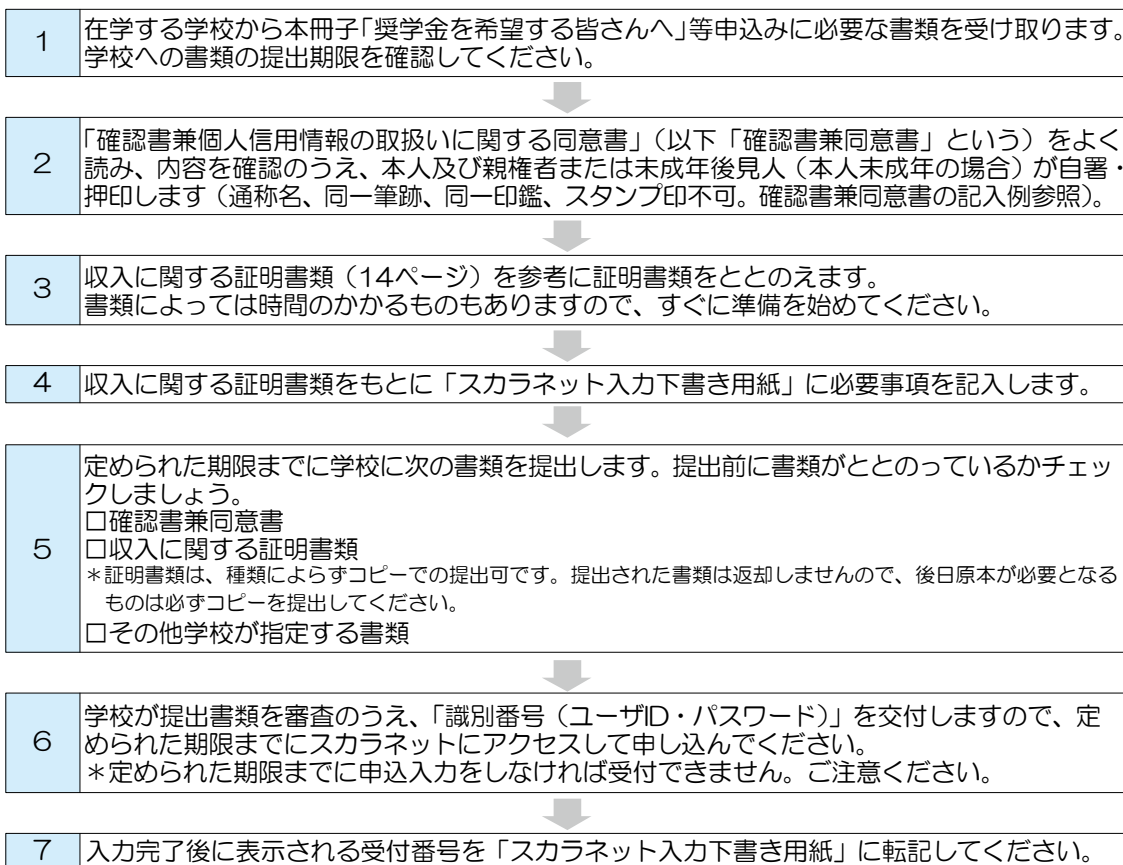 1
在学する学校から本冊子「奨学金を希望する皆さんへ」等申込みに必要な書類を受け取ります。
学校への書類の提出期限を確認してください。
2
「確認書兼個人信用情報の取扱いに関する同意書」（以下「確認書兼同意書」という）をよく
読み、内容を確認のうえ、本人及び親権者または未成年後見人（本人未成年の場合）が自署・
押印します（通称名、同一筆跡、同一印鑑、スタンプ印不可。確認書兼同意書の記入例参照）。
3
収入に関する証明書類（14ページ）を参考に証明書類をととのえます。
書類によっては時間のかかるものもありますので、すぐに準備を始めてください。
4
収入に関する証明書類をもとに「スカラネット入力下書き用紙」に必要事項を記入します。
5
定められた期限までに学校に次の書類を提出します。提出前に書類がととのっているかチェッ
クしましょう。
□確認書兼同意書
□収入に関する証明書類
＊証明書類は、種類によらずコピーでの提出可です。提出された書類は返却しませんので、後日原本が必要となる
ものは必ずコピーを提出してください。
□その他学校が指定する書類
6
学校が提出書類を審査のうえ、「識別番号（ユーザID・パスワード）」を交付しますので、定
められた期限までにスカラネットにアクセスして申し込んでください。
＊定められた期限までに申込入力をしなければ受付できません。ご注意ください。
7
入力完了後に表示される受付番号を「スカラネット入力下書き用紙」に転記してください。